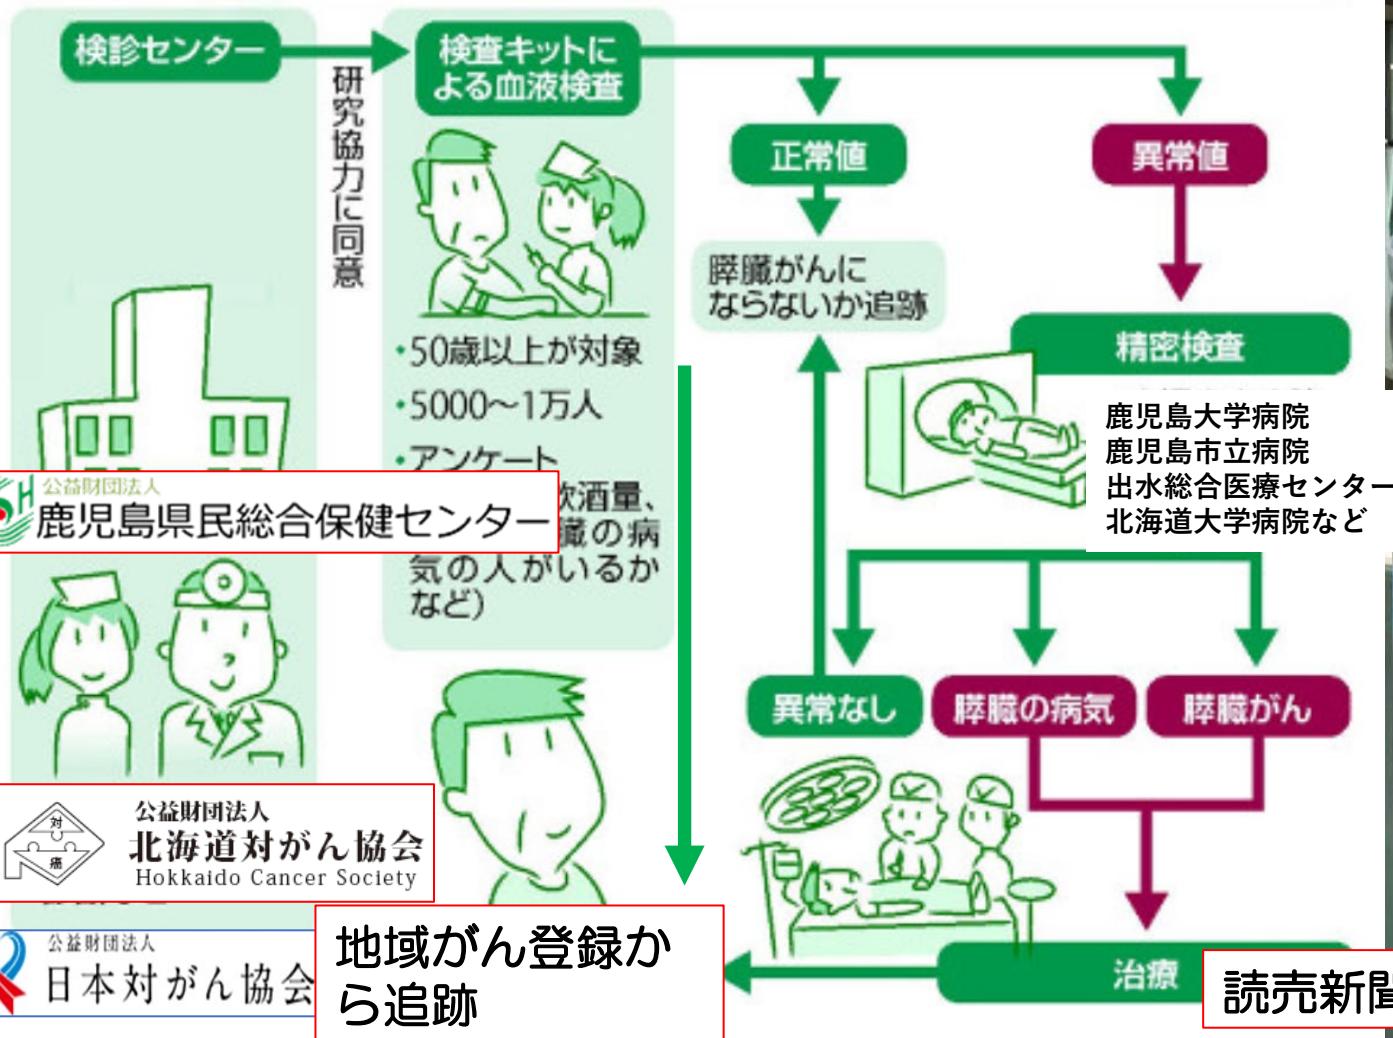 検診センター
研究協力に同意
検査キットに
よる血液検査
・50歳以上が対象
・5000～1万人
・アンケート
飲酒量、
臓の病
気の人がいるか
など）
正常値
異常値
膵臓がんに
ならないか追跡
精密検査
鹿児島大学病院
鹿児島市立病院
出水総合医療センター
北海道大学病院など
異常なし
膵臓の病気
膵臓がん
治療
公益財団法人
鹿児島県民総合保健センター
対
癌
公益財団法人
北海道対がん協会
Hokkaido Cancer Society
公益財団法人
日本対がん協会
地域がん登録か
ら追跡
読売新聞